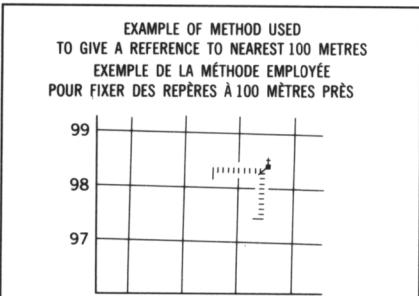 EXAMPLE OF METHOD USED
TO GIVE A REFERENCE TO NEAREST 100 METRES
EXEMPLE DE LA MÉTHODE EMPLOYÉE
POUR FIXER DES REPÈRES À 100 MÈTRES PRÈS
99
98
97